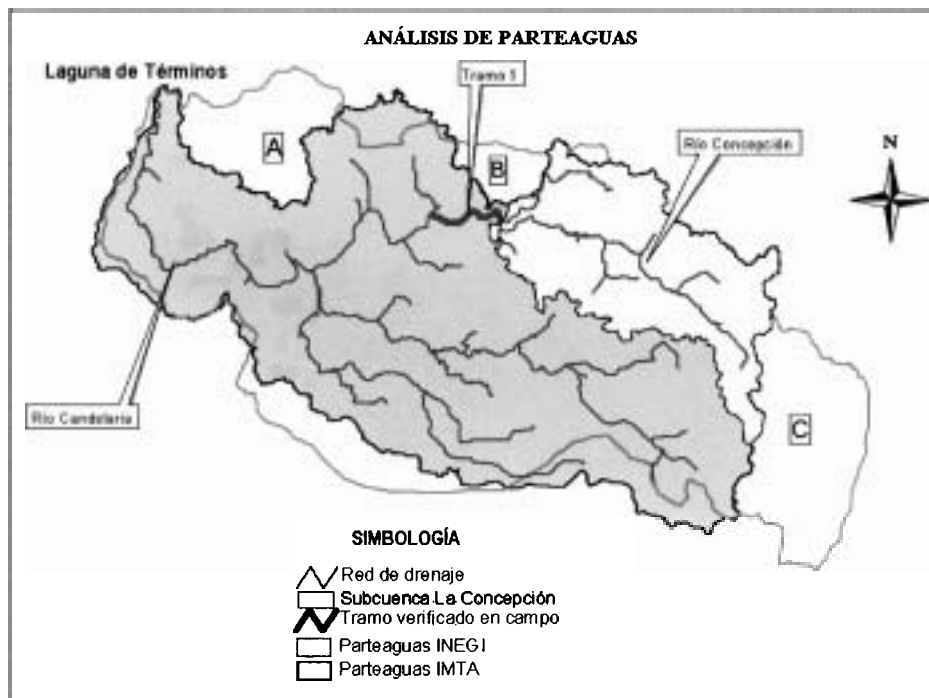 ANÁLISIS DE PARTEAGUAS
Laguna de Términos
Tramo 1
A
B
Río Concepción
N
Río Candelaria
C
SIMBOLOGÍA
Red de drenaje
Subcuenca La Concepción
Tramo verificado en campo
Parteaguas INEGI
Parteaguas IMTA